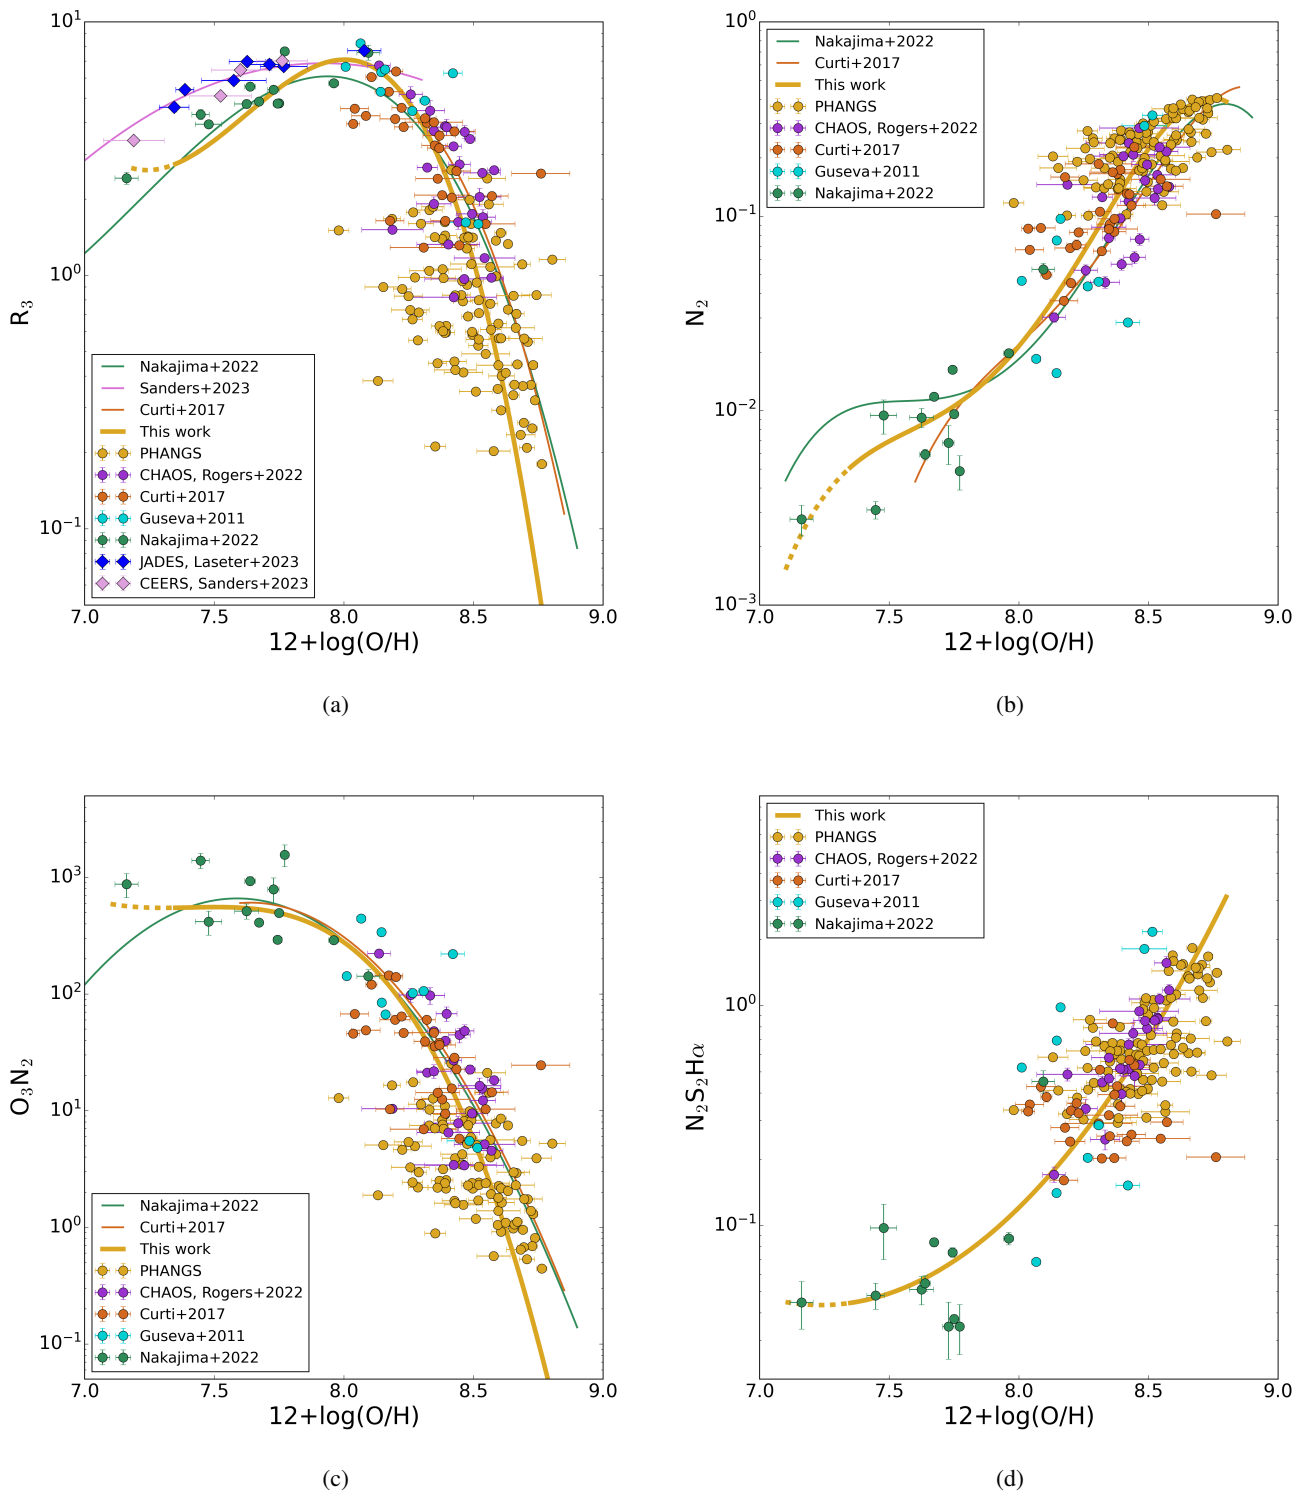 10^1
10^0
10^-1
R_3
Nakajima+2022
Sanders+2023
Curti+2017
This work
PHANGS
CHAOS, Rogers+2022
Curti+2017
Guseva+2011
Nakajima+2022
JADES, Laseter+2023
CEERS, Sanders+2023
7.0 7.5 8.0 8.5 9.0
12+log(O/H)
(a)
10^0
10^-1
10^-2
10^-3
N_2
Nakajima+2022
Curti+2017
This work
PHANGS
CHAOS, Rogers+2022
Curti+2017
Guseva+2011
Nakajima+2022
7.0 7.5 8.0 8.5 9.0
12+log(O/H)
(b)
10^3
10^2
10^1
10^0
10^-1
O_3N_2
Nakajima+2022
Curti+2017
This work
PHANGS
CHAOS, Rogers+2022
Curti+2017
Guseva+2011
Nakajima+2022
7.0 7.5 8.0 8.5 9.0
12+log(O/H)
(c)
10^0
10^-1
N_2S_2Hα
This work
PHANGS
CHAOS, Rogers+2022
Curti+2017
Guseva+2011
Nakajima+2022
7.0 7.5 8.0 8.5 9.0
12+log(O/H)
(d)